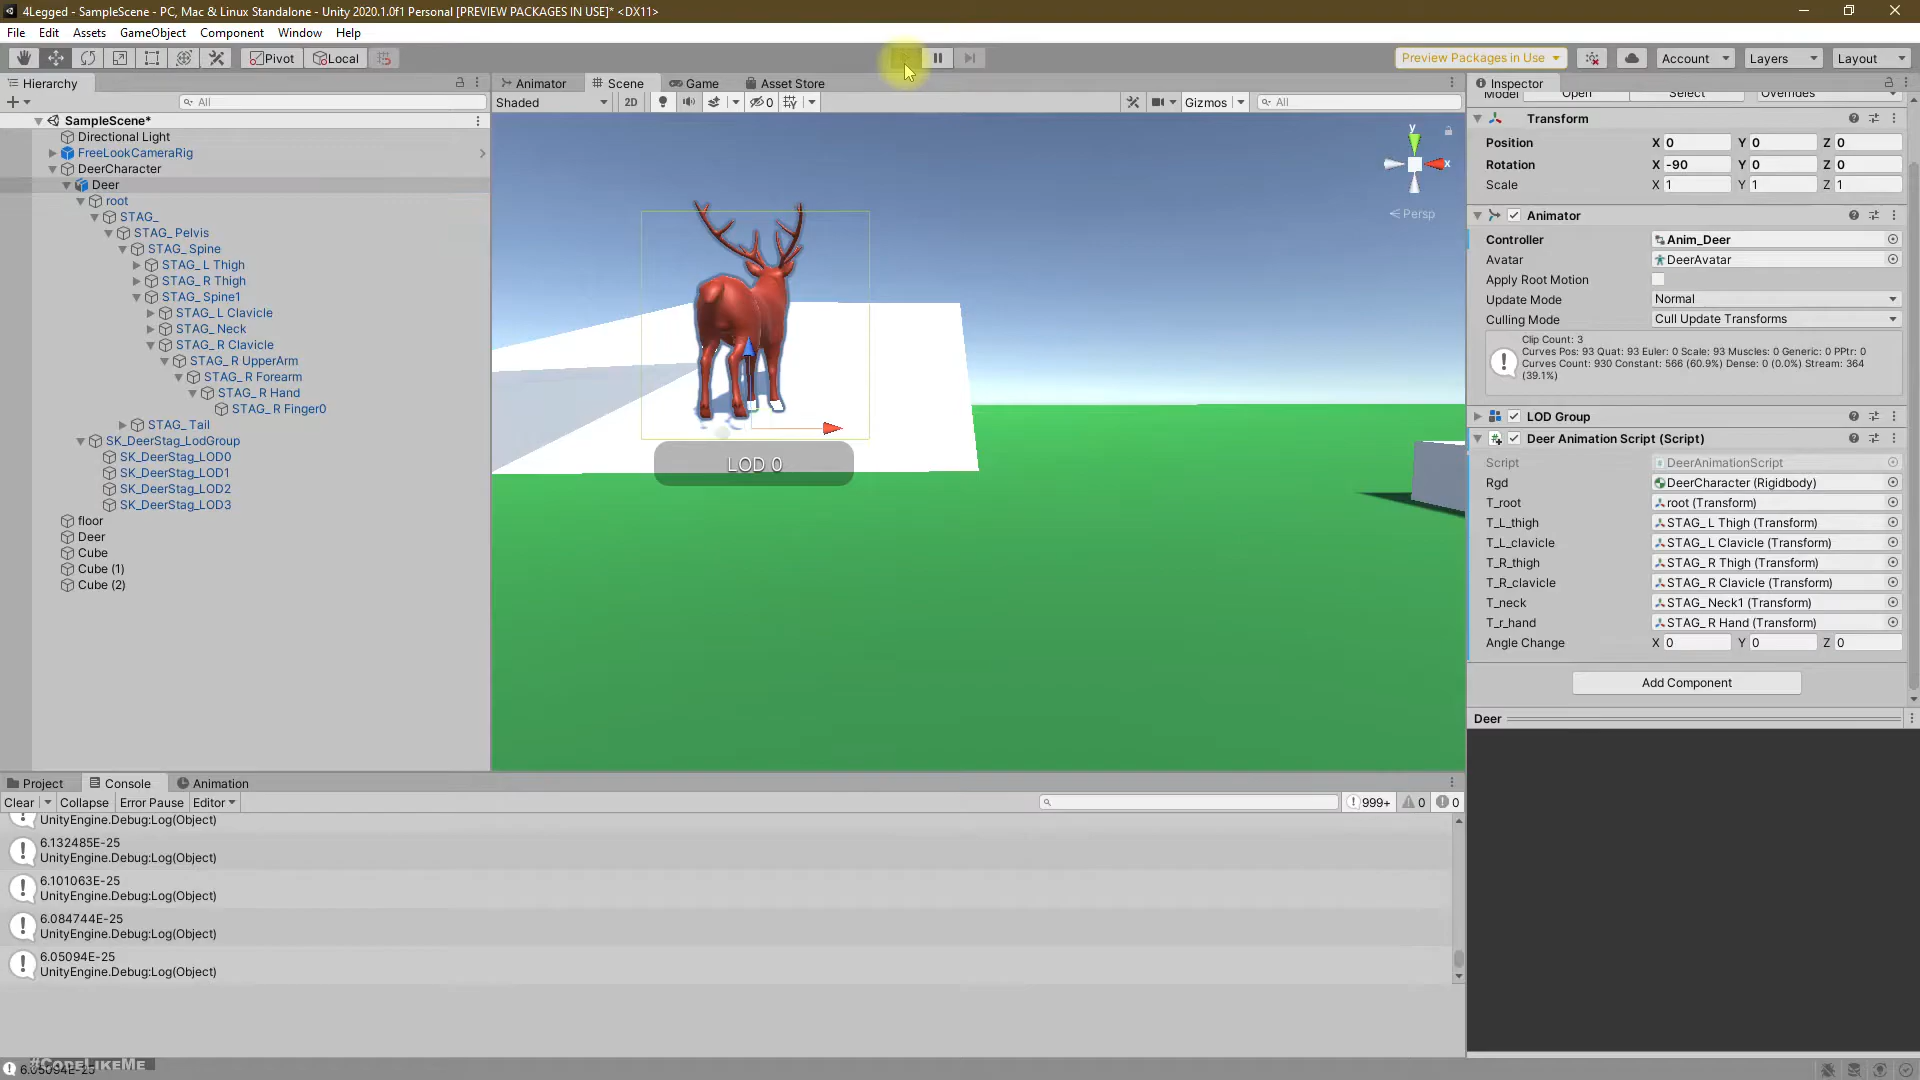 4Legged - SampleScene - PC, Mac & Linux Standalone - Unity 2020.1.0f1 Personal [PREVIEW PACKAGES IN USE]* <DX11>
File Edit Assets GameObject Component Window Help
Pivot Local Preview Packages in Use Account Layers Layout
Hierarchy
All
SampleScene*
Directional Light
FreeLookCameraRig
DeerCharacter
Deer
root
STAG_
STAG_ Pelvis
STAG_ Spine
STAG_ L Thigh
STAG_ R Thigh
STAG_ Spine1
STAG_ L Clavicle
STAG_ Neck
STAG_ R Clavicle
STAG_ R UpperArm
STAG_ R Forearm
STAG_ R Hand
STAG_ R Finger0
STAG_ Tail
SK_DeerStag_LodGroup
SK_DeerStag_LOD0
SK_DeerStag_LOD1
SK_DeerStag_LOD2
SK_DeerStag_LOD3
floor
Deer
Cube
Cube (1)
Cube (2)
Animator Scene Game Asset Store
Shaded 2D 0 Gizmos All
y
x
Persp
LOD 0
Inspector
Model Open Select Overrides
Transform
Position X 0 Y 0 Z 0
Rotation X -90 Y 0 Z 0
Scale X 1 Y 1 Z 1
Animator
Controller Anim_Deer
Avatar DeerAvatar
Apply Root Motion
Update Mode Normal
Culling Mode Cull Update Transforms
Clip Count: 3
Curves Pos: 93 Quat: 93 Euler: 0 Scale: 93 Muscles: 0 Generic: 0 PPtr: 0
Curves Count: 930 Constant: 566 (60.9%) Dense: 0 (0.0%) Stream: 364
(39.1%)
LOD Group
Deer Animation Script (Script)
Script DeerAnimationScript
Rgd DeerCharacter (Rigidbody)
T_root root (Transform)
T_L_thigh STAG_ L Thigh (Transform)
T_L_clavicle STAG_ L Clavicle (Transform)
T_R_thigh STAG_ R Thigh (Transform)
T_R_clavicle STAG_ R Clavicle (Transform)
T_neck STAG_ Neck1 (Transform)
T_r_hand STAG_ R Hand (Transform)
Angle Change X 0 Y 0 Z 0
Add Component
Deer
Project Console Animation
Clear Collapse Error Pause Editor 999+ 0 0
UnityEngine.Debug:Log(Object)
6.132485E-25
UnityEngine.Debug:Log(Object)
6.101063E-25
UnityEngine.Debug:Log(Object)
6.084744E-25
UnityEngine.Debug:Log(Object)
6.05094E-25
UnityEngine.Debug:Log(Object)
#CodeLikeMe
6.05094E-25